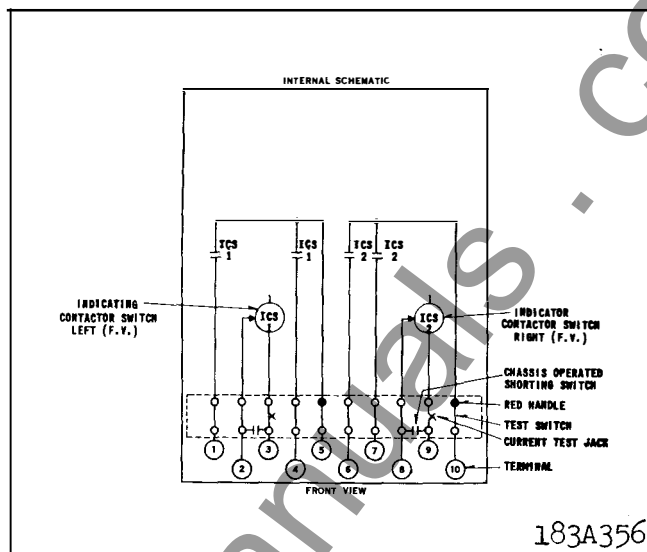 INTERNAL SCHEMATIC
ICS
1
ICS
1
ICS
2
ICS
2
INDICATING
CONTACTOR SWITCH
LEFT (F.V.)
ICS
1
ICS
2
INDICATOR
CONTACTOR SWITCH
RIGHT (F.V.)
CHASSIS OPERATED
SHORTING SWITCH
RED HANDLE
TEST SWITCH
CURRENT TEST JACK
TERMINAL
1
2
3
4
5
6
7
8
9
10
FRONT VIEW
183A356
anuals . c